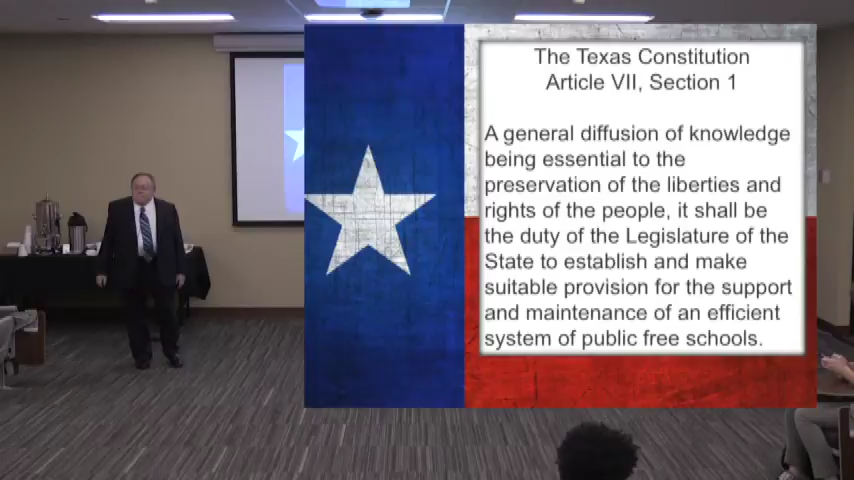 The Texas Constitution
Article VII, Section 1
A general diffusion of knowledge
being essential to the
preservation of the liberties and
rights of the people, it shall be
the duty of the Legislature of the
State to establish and make
suitable provision for the support
and maintenance of an efficient
system of public free schools.